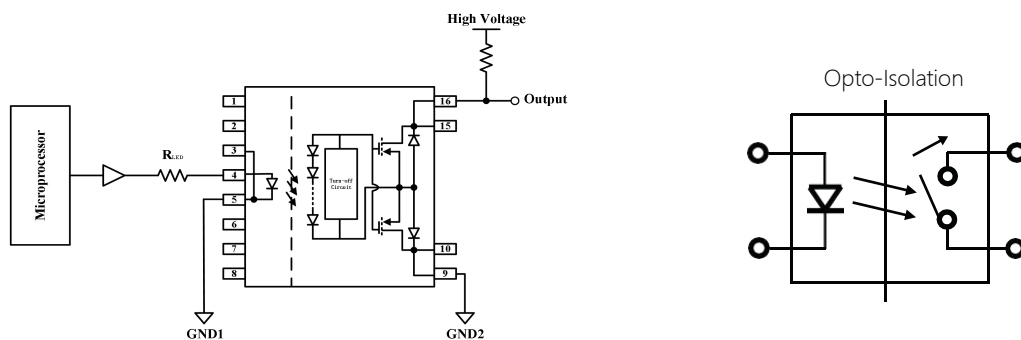 High Voltage
Output
Microprocessor
R LED
1
2
3
4
5
6
7
8
16
15
10
9
Turn-off
Circuit
GND1
GND2
Opto-Isolation